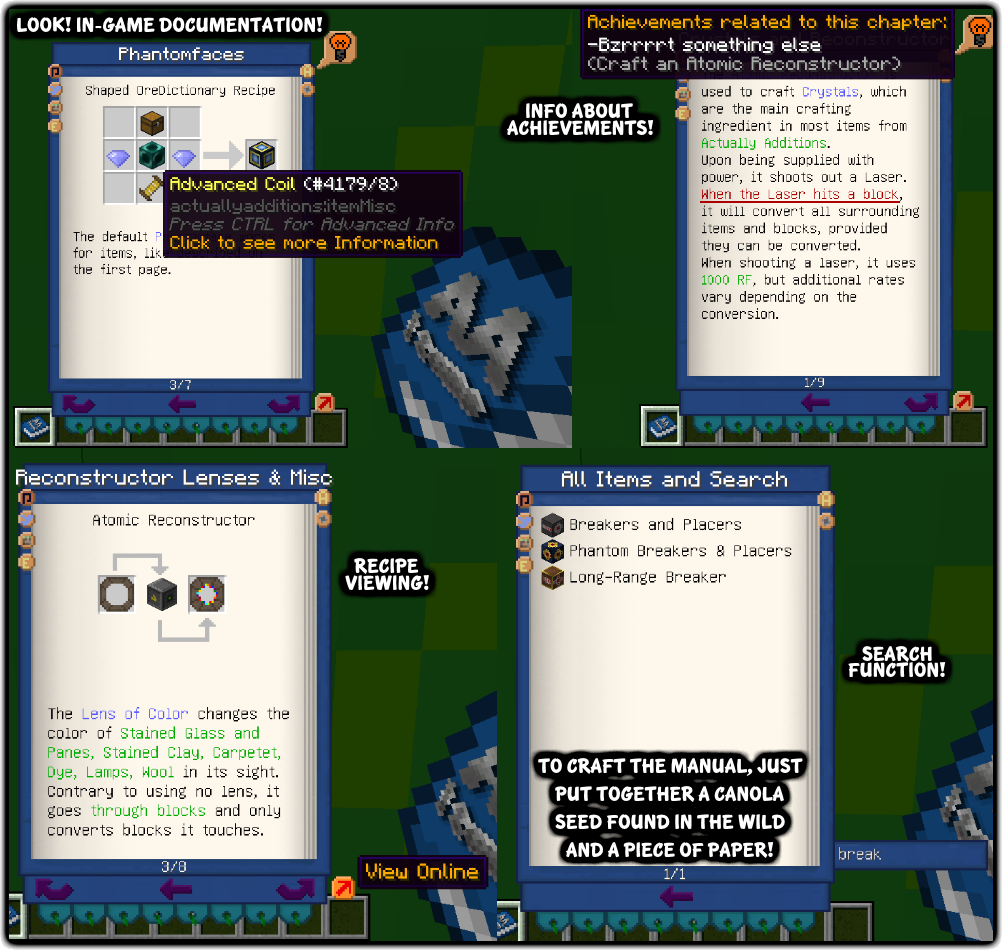 LOOK! IN-GAME DOCUMENTATION!
Phantomfaces
Shaped OreDictionary Recipe
Advanced Coil (#4179/8)
actuallyadditions:itemMisc
Press CTRL for Advanced Info
Click to see more Information
The default P
for items, lik
the first page.
3/7
Achievements related to this chapter:
-Bzrrrrt something else
(Craft an Atomic Reconstructor)
INFO ABOUT
ACHIEVEMENTS!
used to craft Crystals, which
are the main crafting
ingredient in most items from
Actually Additions.
Upon being supplied with
power, it shoots out a Laser.
When the Laser hits a block,
it will convert all surrounding
items and blocks, provided
they can be converted.
When shooting a laser, it uses
1000 RF, but additional rates
vary depending on the
conversion.
1/9
Reconstructor Lenses & Misc
Atomic Reconstructor
The Lens of Color changes the
color of Stained Glass and
Panes, Stained Clay, Carpetet,
Dye, Lamps, Wool in its sight.
Contrary to using no lens, it
goes through blocks and only
converts blocks it touches.
3/8
View Online
RECIPE
VIEWING!
All Items and Search
Breakers and Placers
Phantom Breakers & Placers
Long-Range Breaker
SEARCH
FUNCTION!
TO CRAFT THE MANUAL, JUST
PUT TOGETHER A CANOLA
SEED FOUND IN THE WILD
AND A PIECE OF PAPER!
break
1/1